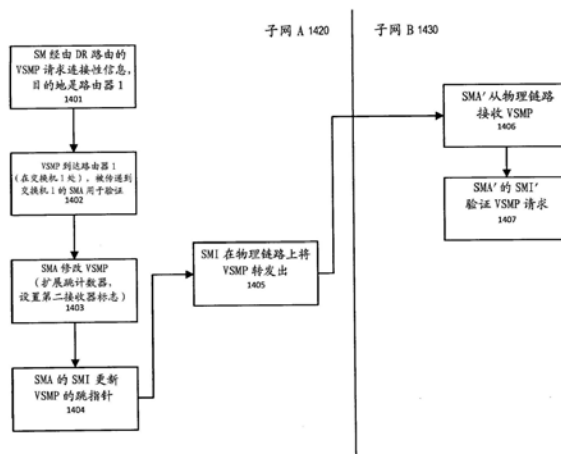 子网 A 1420
子网 B 1430
SM 经由 DR 路由的
VSMP 请求连接性信息，
目的地是路由器 1
1401
VSMP 到达路由器 1
（在交换机 1 处），被传递到
交换机 1 的 SMA 用于验证
1402
SMA 修改 VSMP
（扩展跳计数器，
设置第二接收器标志）
1403
SMA 的 SMI 更新
VSMP 的跳指针
1404
SMI 在物理链路上将
VSMP 转发出
1405
SMA' 从物理链路
接收 VSMP
1406
SMA' 的 SMI'
验证 VSMP 请求
1407